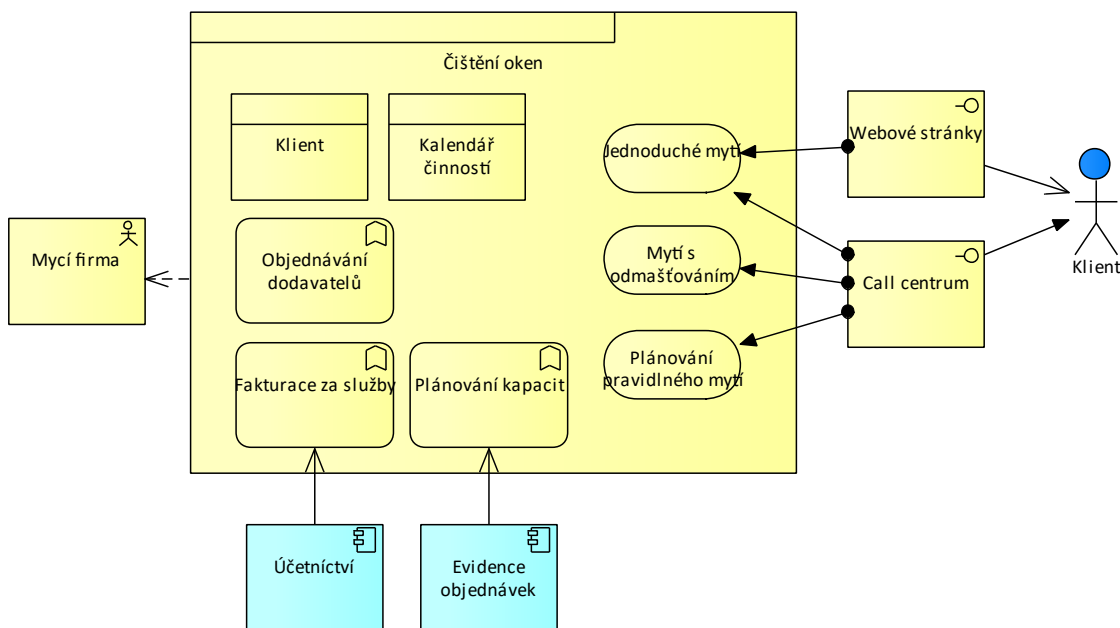 Čištění oken
Klient
Kalendář
činností
Jednoduché mytí
Webové stránky
Mycí firma
Objednávání
dodavatelů
Mytí s
odmašťováním
Call centrum
Klient
Fakturace za služby
Plánování kapacit
Plánování
pravidlného mytí
Účetníctví
Evidence
objednávek